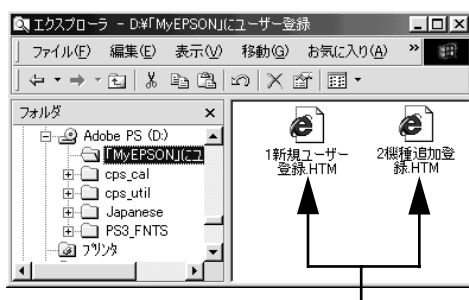 エクスプローラ - D:¥「MyEPSON」にユーザー登録
ファイル(F) 編集(E) 表示(V) 移動(G) お気に入り(A) »
フォルダ
Adobe PS (D:)
「MyEPSON」にユ
cps_cal
cps_util
Japanese
PS3_FNTS
プリンタ
1新規ユーザー
登録.HTM
2機種追加登
録.HTM